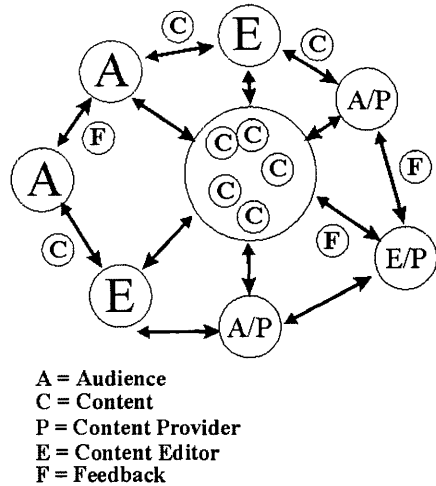 C
E
C
A
A/P
F
C
C
F
C
A
C
C
F
C
E/P
E
A/P
A = Audience
C = Content
P = Content Provider
E = Content Editor
F = Feedback